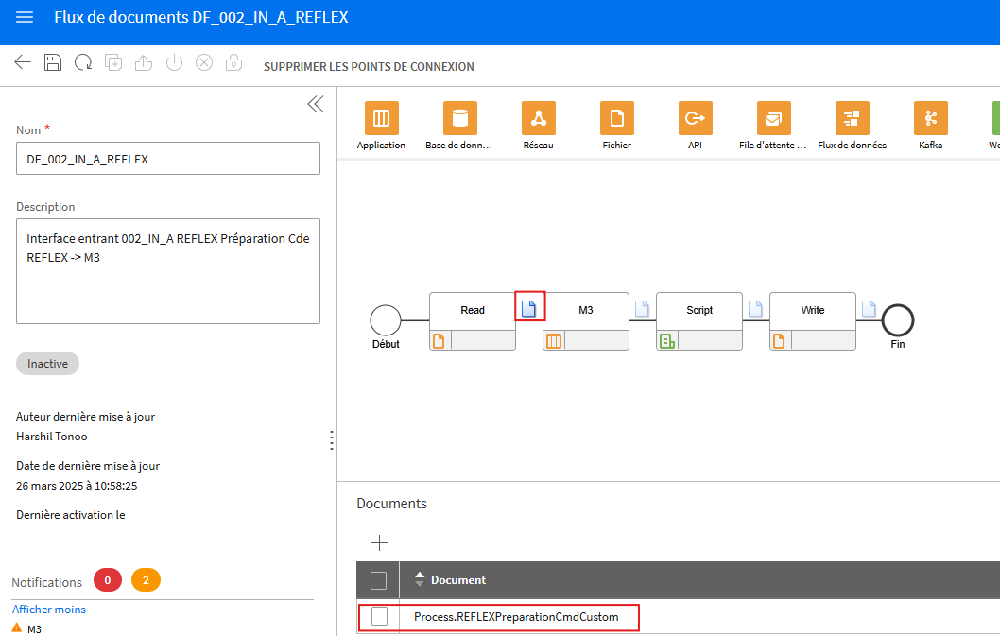 Flux de documents DF_002_IN_A_REFLEX
SUPPRIMER LES POINTS DE CONNEXION
Nom *
DF_002_IN_A_REFLEX
Description
Interface entrant 002_IN_A REFLEX Préparation Cde
REFLEX -> M3
Inactive
Auteur dernière mise à jour
Harshil Tonoo
Date de dernière mise à jour
26 mars 2025 à 10:58:25
Dernière activation le
Notifications 0 2
Afficher moins
M3
Application Base de donn... Réseau Fichier API File d'attente ... Flux de données Kafka Wo
Début Read M3 Script Write Fin
Documents
Document
Process.REFLEXPreparationCmdCustom